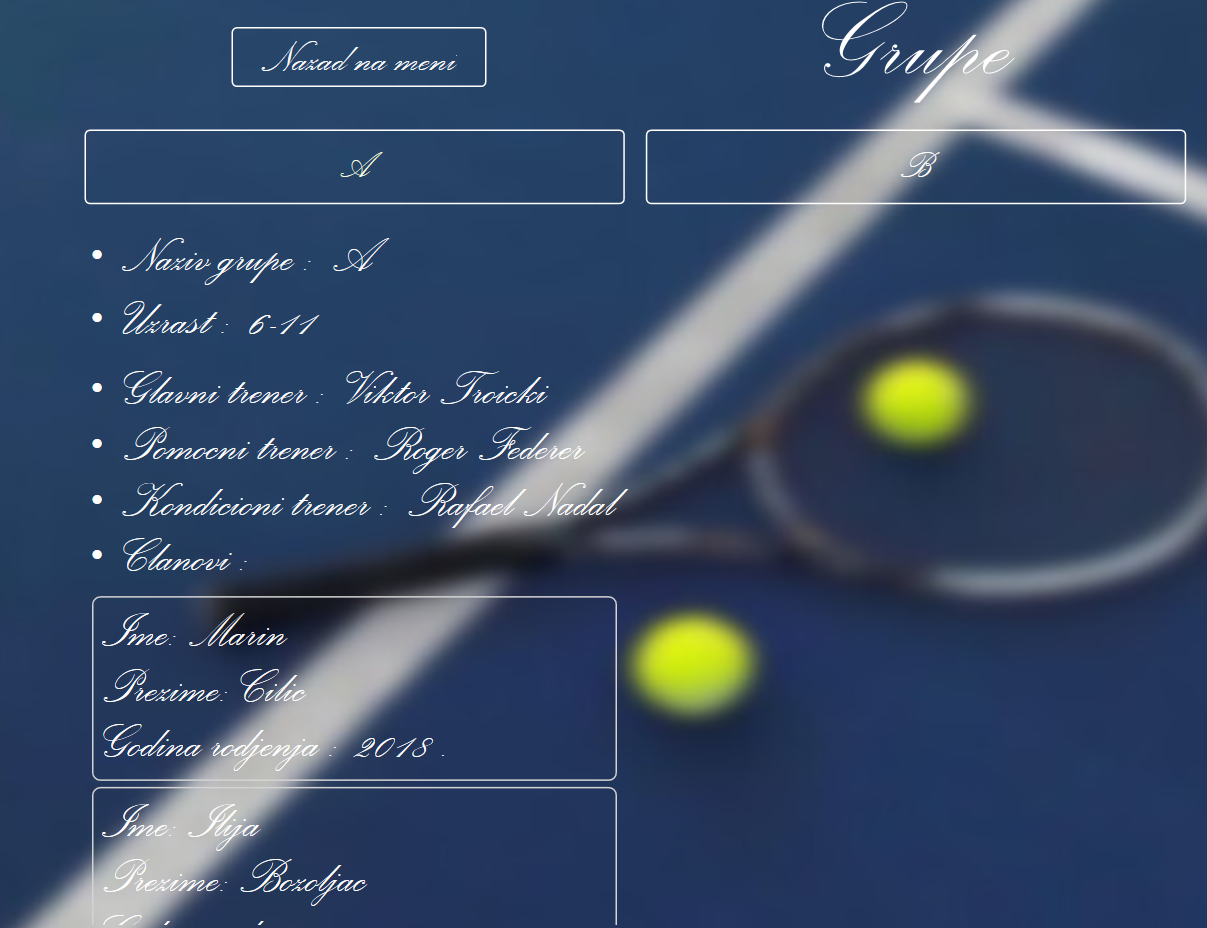 Nazad na meni
Grupe
A
B
Naziv grupe : A
Uzrast : 6-11
Glavni trener : Viktor Troicki
Pomocni trener : Roger Federer
Kondicioni trener : Rafael Nadal
Clanovi :
Ime: Marin
Prezime: Cilic
Godina rodjenja : 2018 .
Ime: Ilija
Prezime: Bozoljac